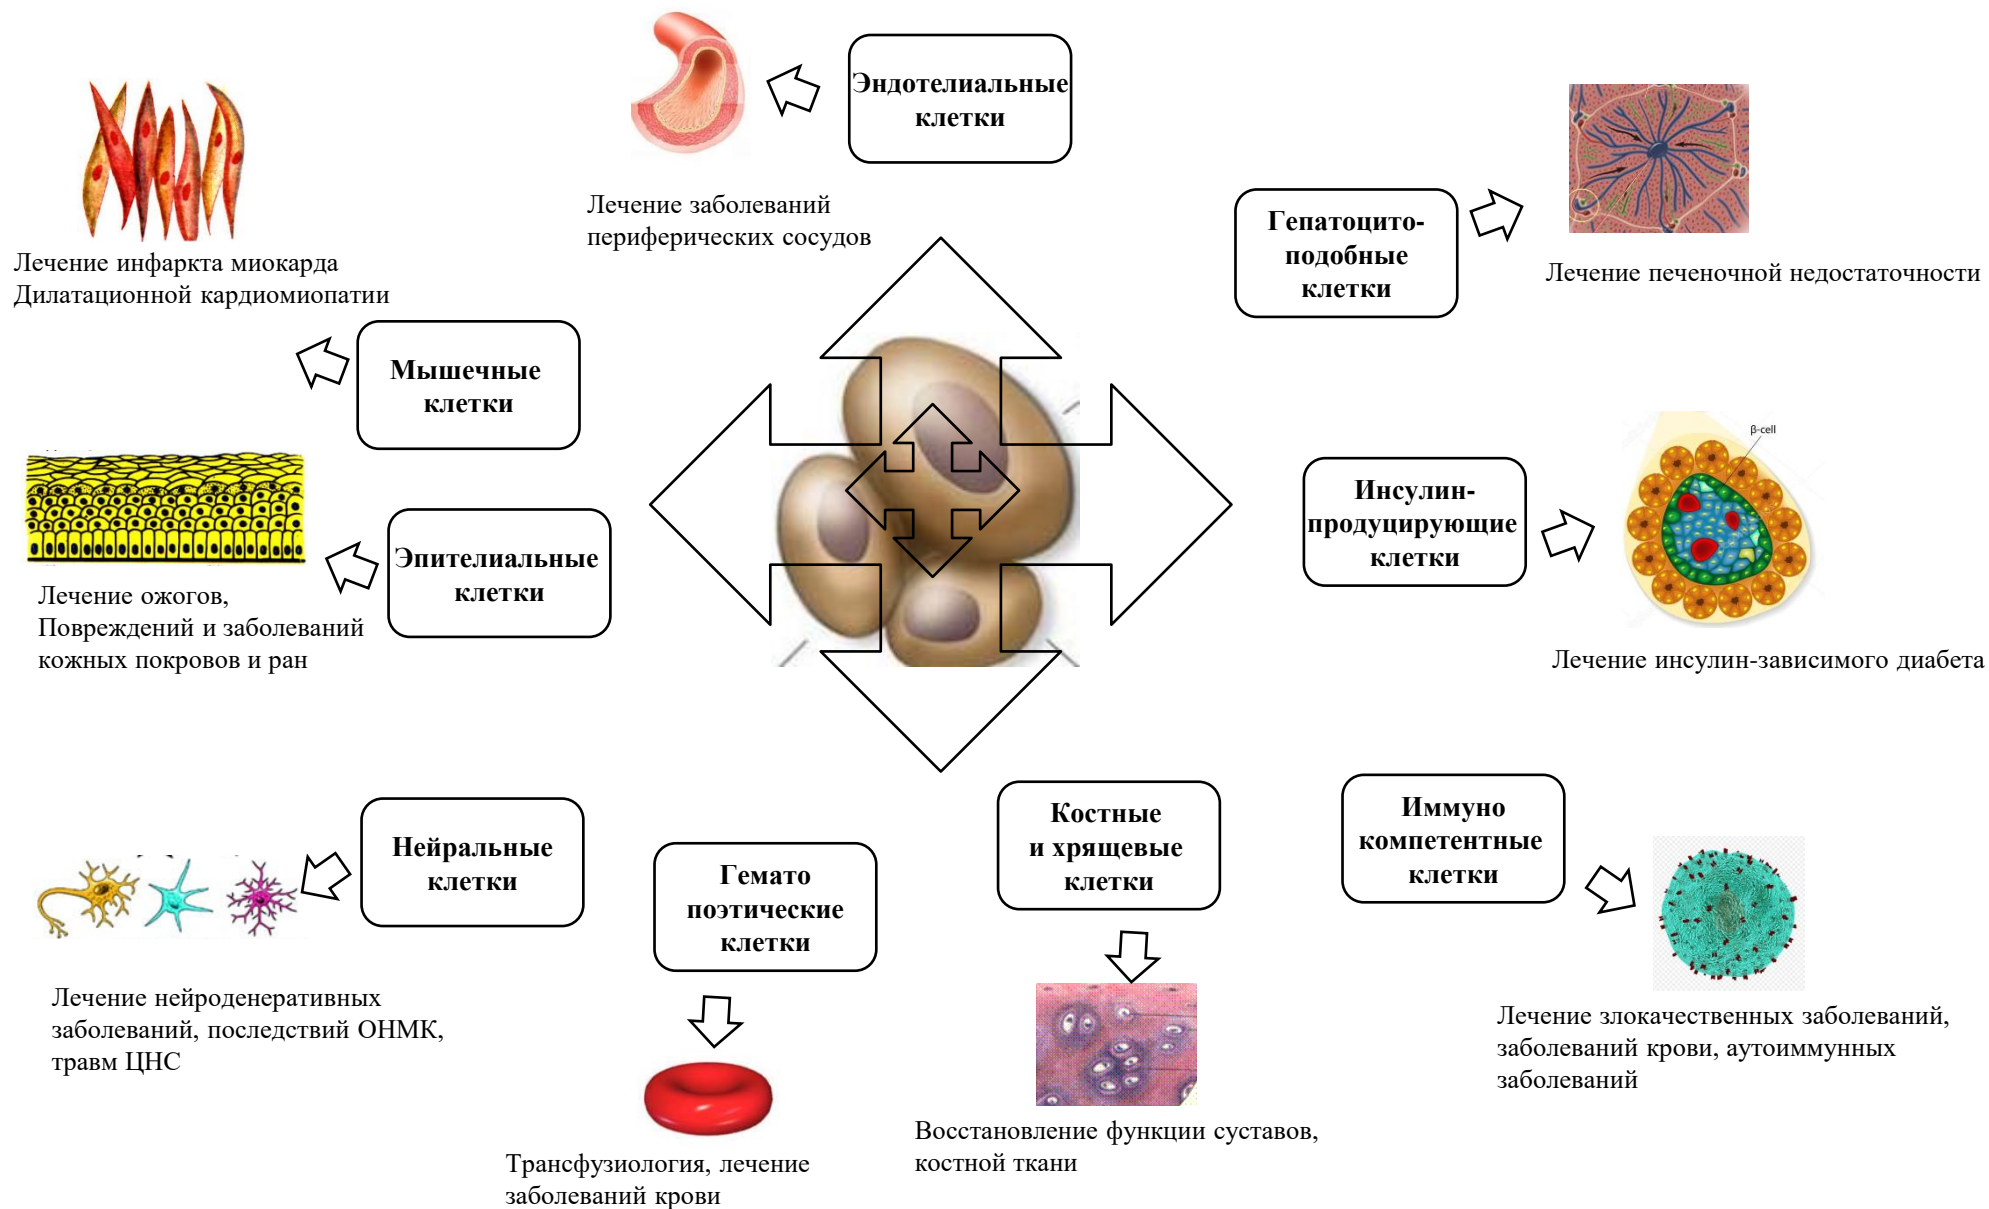 Эндотелиальные
клетки
Лечение заболеваний
периферических сосудов
Гепатоцито-
подобные
клетки
Лечение печеночной недостаточности
Лечение инфаркта миокарда
Дилатационной кардиомиопатии
Мышечные
клетки
β-cell
Инсулин-
продуцирующие
клетки
Лечение инсулин-зависимого диабета
Эпителиальные
клетки
Лечение ожогов,
Повреждений и заболеваний
кожных покровов и ран
Нейральные
клетки
Лечение нейроденеративных
заболеваний, последствий ОНМК,
травм ЦНС
Гемато
поэтические
клетки
Трансфузиология, лечение
заболеваний крови
Костные
и хрящевые
клетки
Восстановление функции суставов,
костной ткани
Иммуно
компетентные
клетки
Лечение злокачественных заболеваний,
заболеваний крови, аутоиммунных
заболеваний